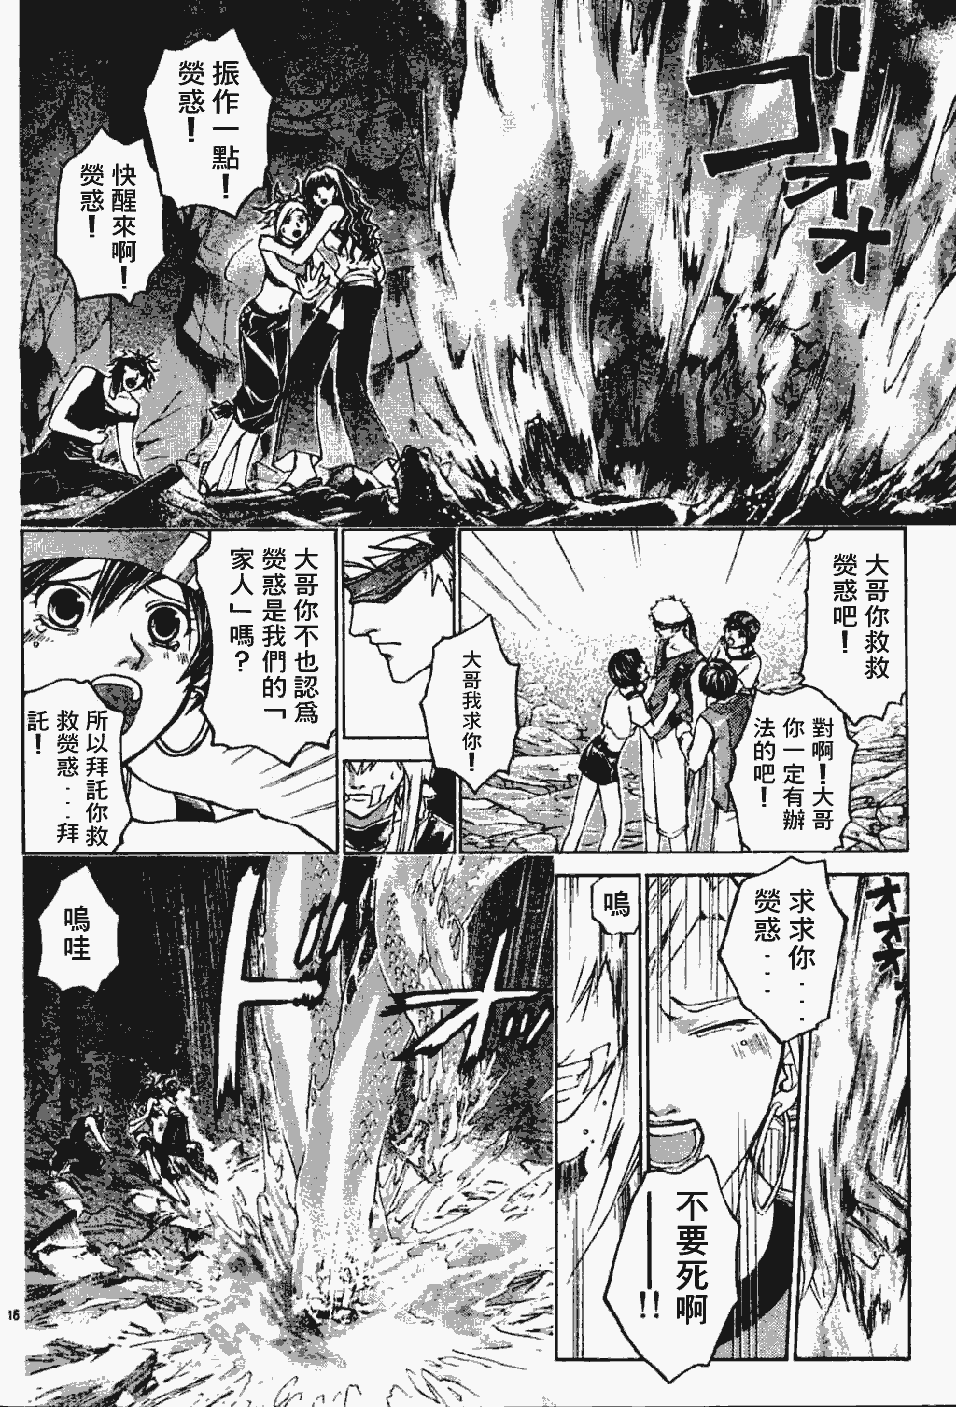 ゴオオ
振作一點！
熒惑！
快醒來啊！
熒惑！
大哥你救救
熒惑吧！
對啊！大哥
你一定有辦
法的吧！
大哥我求你！
大哥你不也認為
熒惑是我們的「
家人」嗎？
所以拜託你救
救熒惑...拜
託！
オオオ
求求你...
熒惑...
嗚
不要死啊
——!!
ドオッ
嗚哇
16